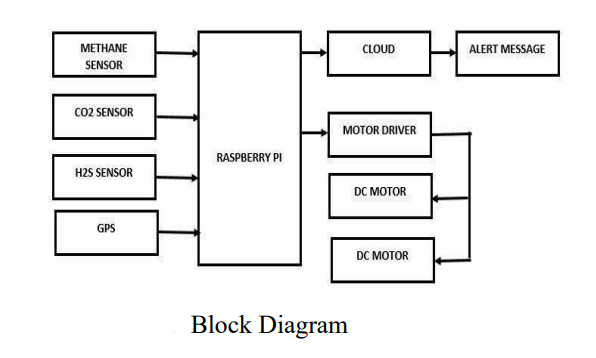 METHANE
SENSOR
CLOUD
ALERT MESSAGE
CO2 SENSOR
MOTOR DRIVER
RASPBERRY PI
H2S SENSOR
DC MOTOR
GPS
DC MOTOR
Block Diagram